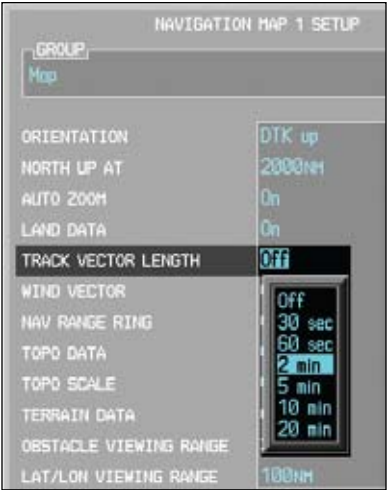 NAVIGATION MAP 1 SETUP
GROUP
Map
ORIENTATION DTK up
NORTH UP AT 2000NM
AUTO ZOOM On
LAND DATA On
TRACK VECTOR LENGTH Off
WIND VECTOR
NAV RANGE RING
TOPO DATA
TOPO SCALE
TERRAIN DATA
OBSTACLE VIEWING RANGE
LAT/LON VIEWING RANGE 100NM
Off
30 sec
60 sec
2 min
5 min
10 min
20 min